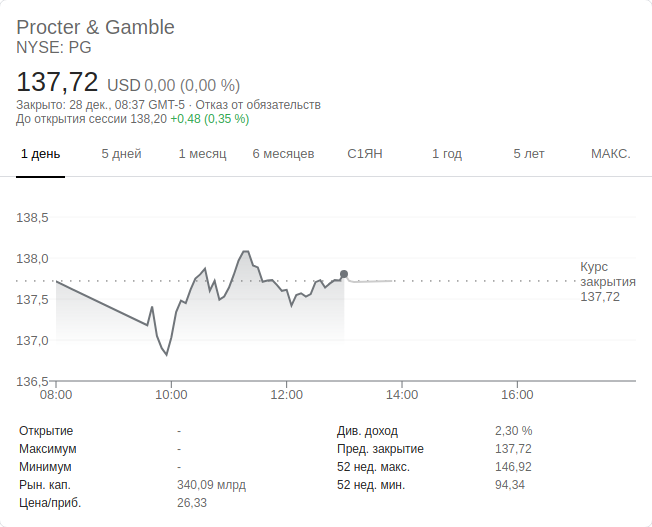 Procter & Gamble
NYSE: PG
137,72 USD 0,00 (0,00 %)
Закрыто: 28 дек., 08:37 GMT-5 · Отказ от обязательств
До открытия сессии 138,20 +0,48 (0,35 %)
1 день 5 дней 1 месяц 6 месяцев С1ЯН 1 год 5 лет МАКС.
138,5
138,0
Курс
закрытия
137,72
137,5
137,0
136,5
08:00 10:00 12:00 14:00 16:00
Открытие - Див. доход 2,30 %
Максимум - Пред. закрытие 137,72
Минимум - 52 нед. макс. 146,92
Рын. кап. 340,09 млрд 52 нед. мин. 94,34
Цена/приб. 26,33